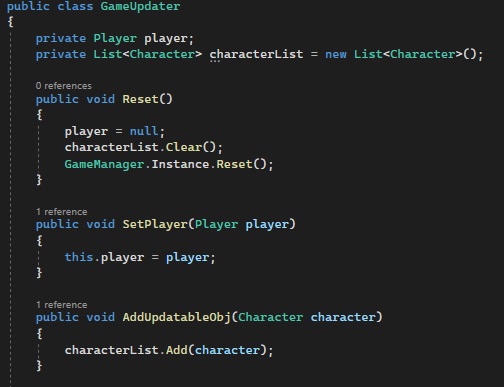 public class GameUpdater
{
private Player player;
private List<Character> characterList = new List<Character>();
0 references
public void Reset()
{
player = null;
characterList.Clear();
GameManager.Instance.Reset();
}
1 reference
public void SetPlayer(Player player)
{
this.player = player;
}
1 reference
public void AddUpdatableObj(Character character)
{
characterList.Add(character);
}